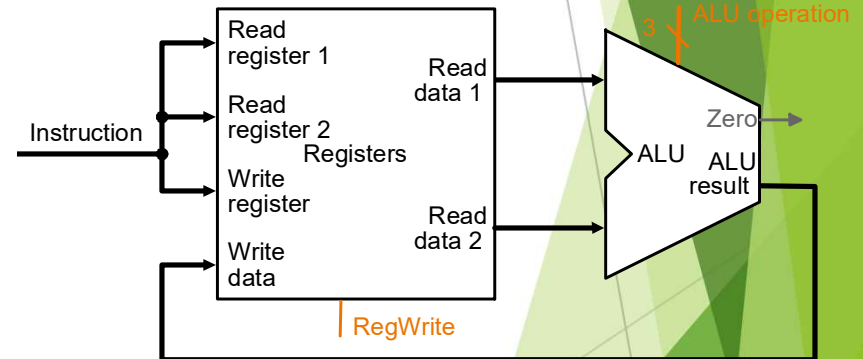 Instruction
Read
register 1
Read
register 2
Registers
Write
register
Write
data
Read
data 1
Read
data 2
RegWrite
3
ALU operation
Zero
ALU
ALU
result